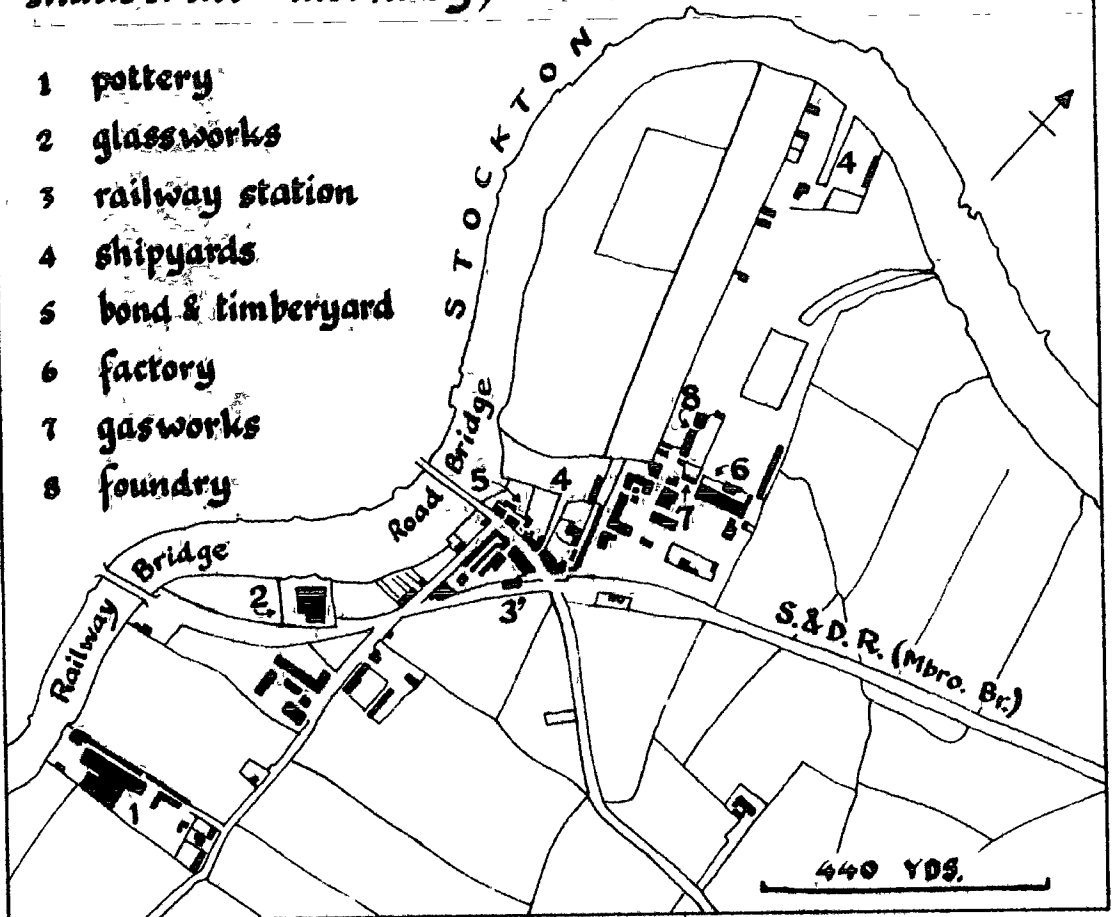 1 pottery
2 glassworks
3 railway station
4 shipyards
5 bond & timberyard
6 factory
7 gasworks
8 foundry
STOCKTON
4
8
6
7
5
4
Road Bridge
Railway Bridge
2
3
S.&D.R. (Mbro. Br.)
1
440 YDS.